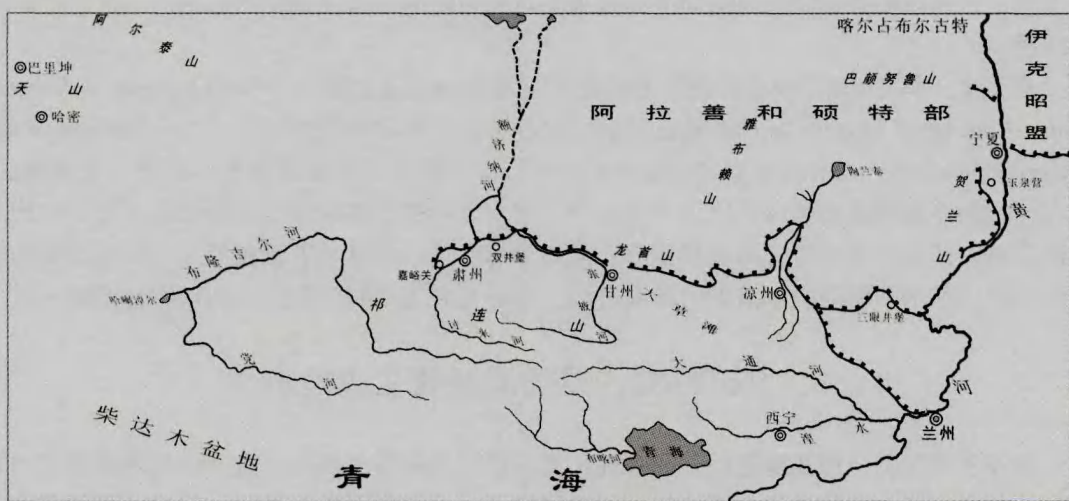 阿尔泰山
巴里坤
天山
哈密
喀尔占布尔古特
伊克昭盟
巴颜努鲁山
阿拉善和硕特部
雅布赖山
额济纳河
宁夏
玉泉营
贺兰山
黄河
布隆吉尔河
嘉峪关
肃州
双井堡
龙首山
甘州
凉州
三眼井堡
祁连山
党河
大通河
西宁
湟水
兰州
柴达木盆地
布喀河
青海
青海